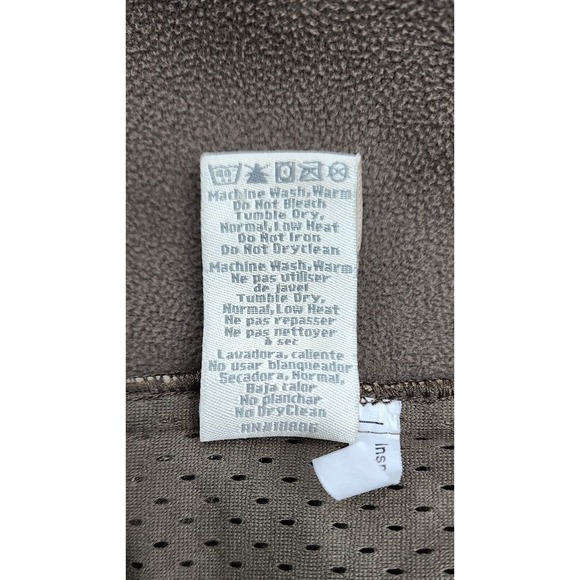 40
Machine Wash,Warm
Do Not Bleach
Tumble Dry,
Normal,Low Heat
Do Not Iron
Do Not Dryclean
Machine Wash,Warm
Ne pas utiliser
de javel
Tumble Dry,
Normal,Low Heat
Ne pas repasser
Ne pas nettoyer
à sec
Lavadora, caliente
No usar blanqueador
Secadora, Normal,
Baja calor
No planchar
No DryClean
RN#18886
Insp